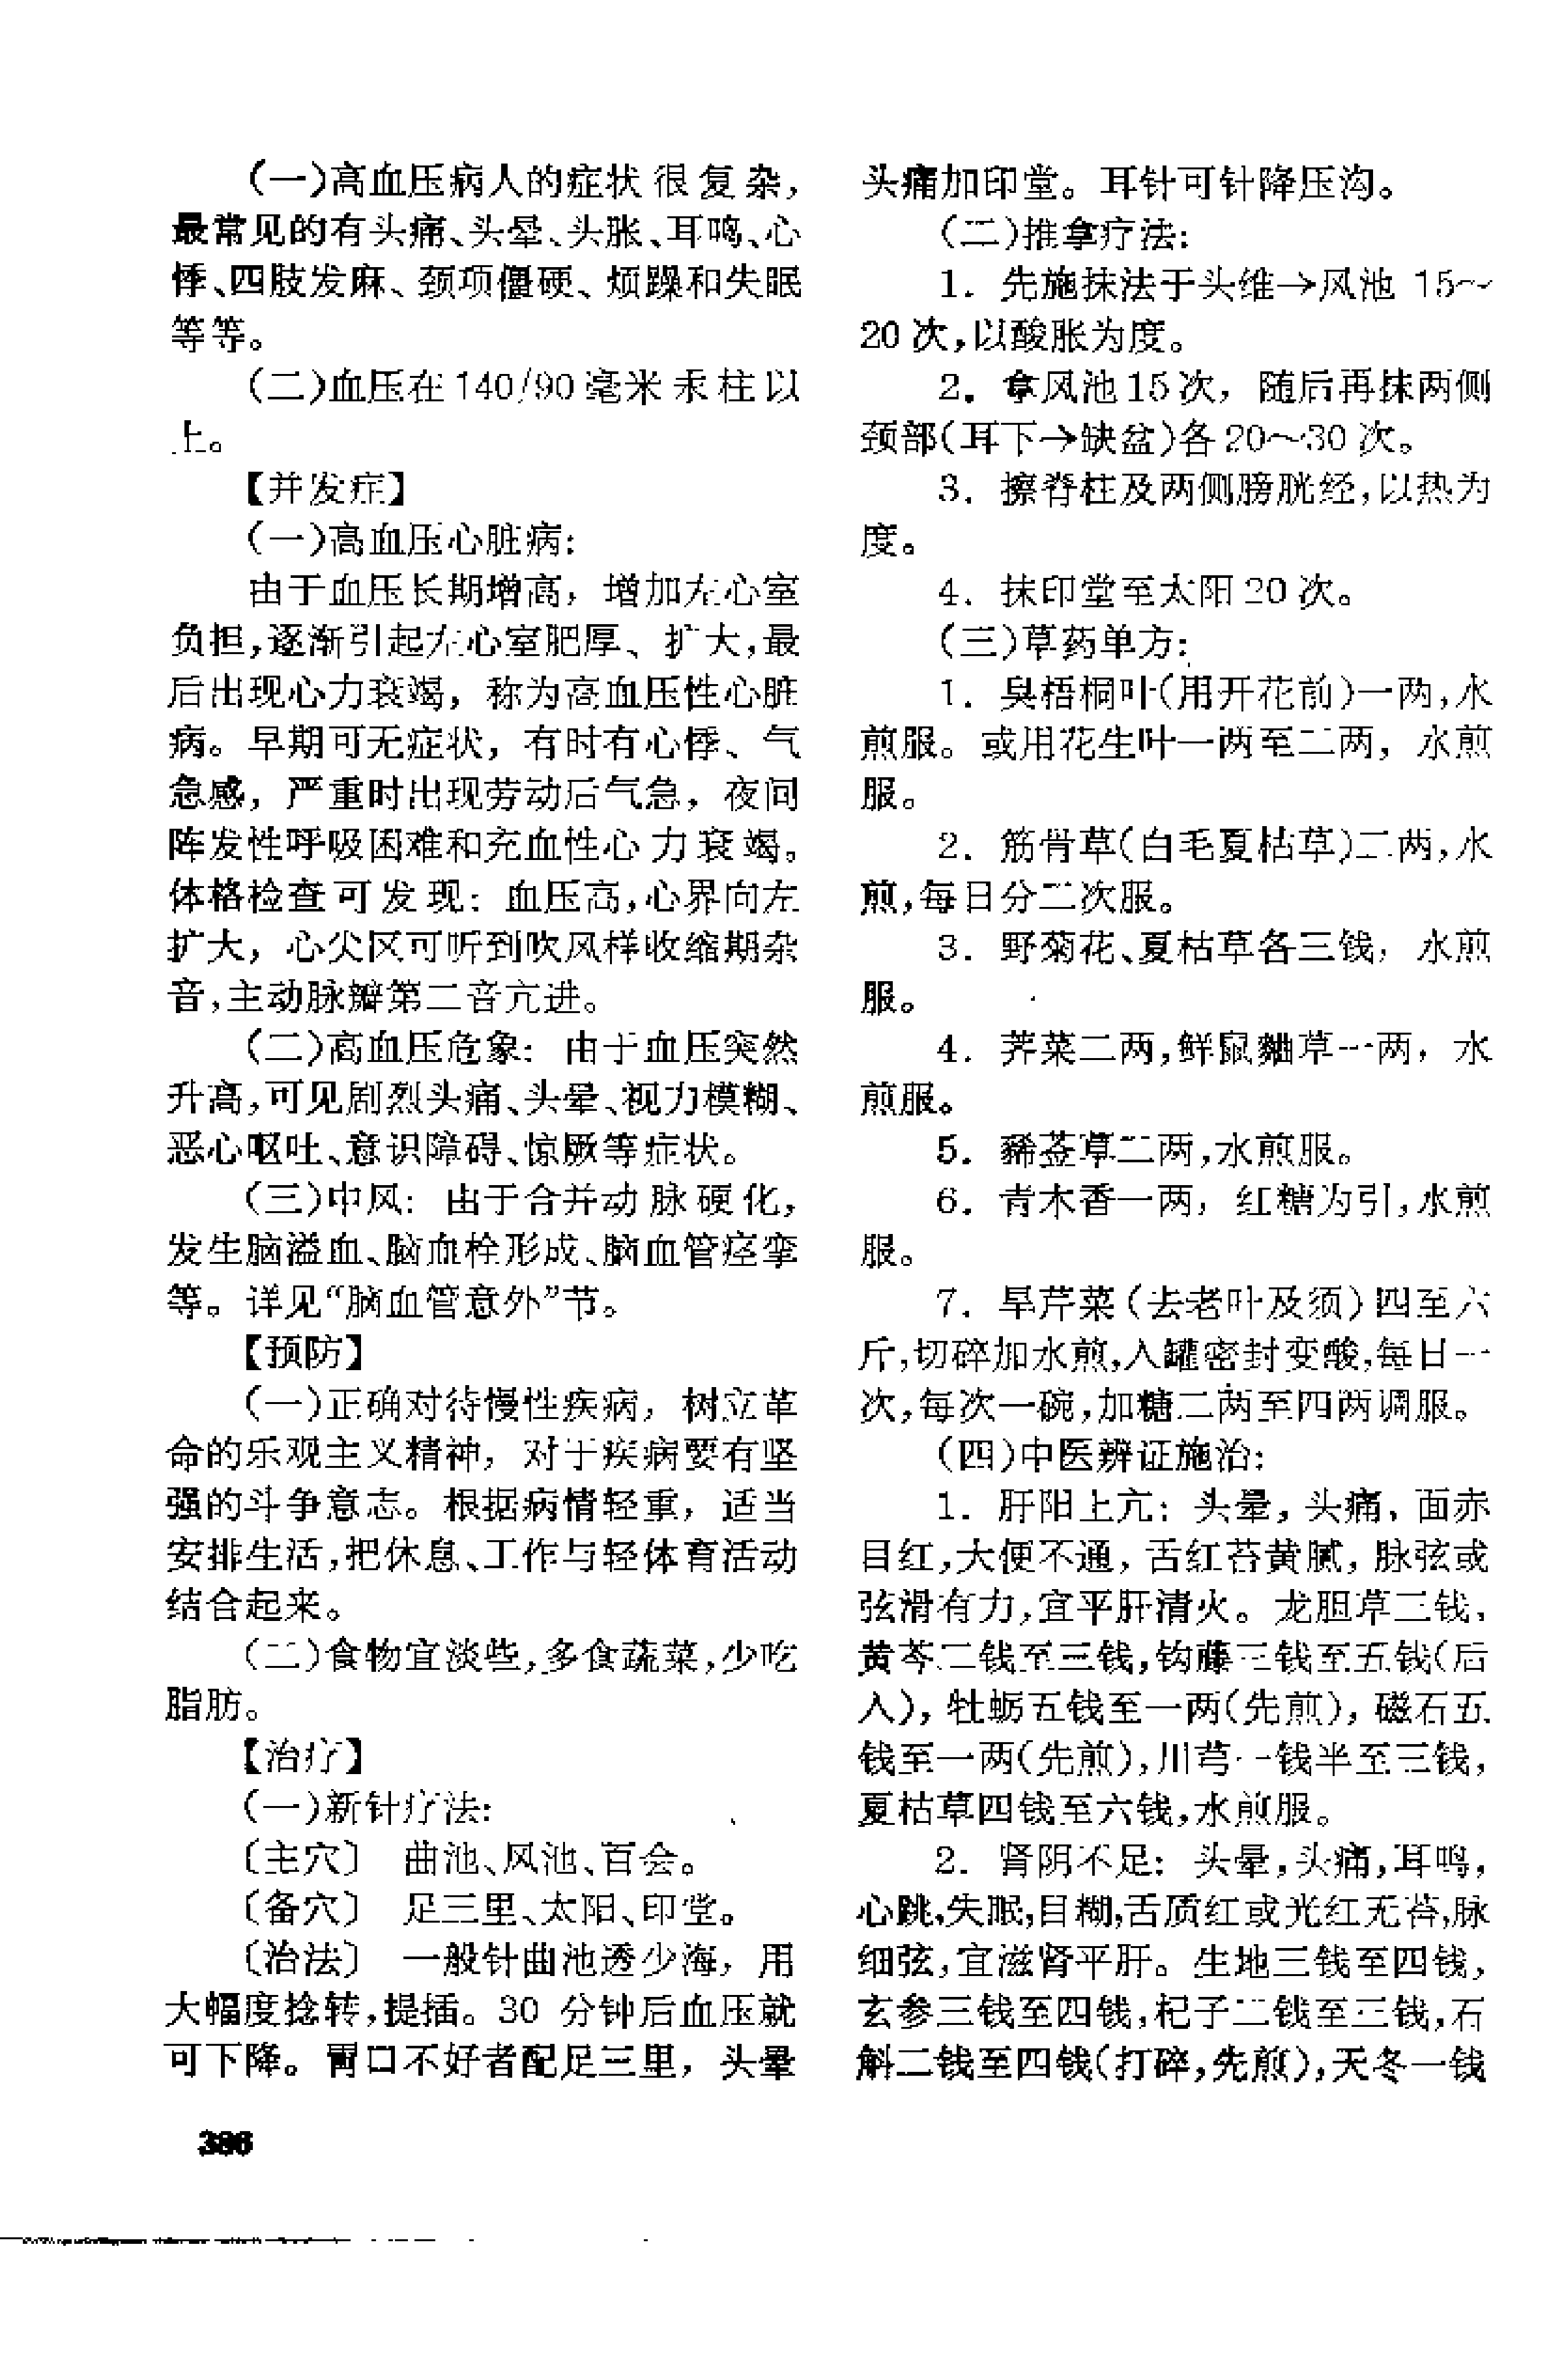 (一)高血压病人的症状很复杂,
最常见的有头痛、头晕、头胀、耳鸣、心
悸、四肢发麻、颈项僵硬、烦躁和失眠
等等。
(二)血压在140/90毫米汞柱以
上。
【并发症】
(一)高血压心脏病:
由于血压长期增高，增加左心室
负担,逐渐引起左心室肥厚、扩大,最
后出现心力衰竭，称为高血压性心脏
病。早期可无症状，有时有心悸、气
急感，严重时出现劳动后气急，夜间
阵发性呼吸困难和充血性心力衰竭。
体格检查可发现：血压高,心界向左
扩大，心尖区可听到吹风样收缩期杂
音,主动脉瓣第二音亢进。
(二)高血压危象：由于血压突然
升高,可见剧烈头痛、头晕、视力模糊、
恶心呕吐、意识障碍、惊厥等症状。
(三)中风：由于合并动脉硬化,
发生脑溢血、脑血栓形成、脑血管痉挛
等。详见“脑血管意外”节。
【预防】
(一)正确对待慢性疾病，树立革
命的乐观主义精神，对于疾病要有坚
强的斗争意志。根据病情轻重，适当
安排生活,把休息、工作与轻体育活动
结合起来。
(二)食物宜淡些,多食蔬菜,少吃
脂肪。
【治疗】
(一)新针疗法:
〔主穴〕 曲池、风池、百会。
〔备穴〕 足三里、太阳、印堂。
〔治法〕 一般针曲池透少海，用
大幅度捻转,提插。30 分钟后血压就
可下降。胃口不好者配足三里，头晕
386
头痛加印堂。耳针可针降压沟。
(二)推拿疗法:
1. 先施抹法于头维→风池 15～
20 次,以酸胀为度。
2. 拿风池15次，随后再抹两侧
颈部(耳下→缺盆)各20～30次。
3. 擦脊柱及两侧膀胱经,以热为
度。
4. 抹印堂至太阳20次。
(三)草药单方:
1. 臭梧桐叶(用开花前)一两,水
煎服。或用花生叶一两至二两，水煎
服。
2. 筋骨草(白毛夏枯草)二两,水
煎,每日分二次服。
3. 野菊花、夏枯草各三钱，水煎
服。
4. 荠菜二两,鲜鼠麯草一两，水
煎服。
5. 豨莶草二两,水煎服。
6. 青木香一两，红糖为引,水煎
服。
7. 旱芹菜(去老叶及须)四至六
斤,切碎加水煎,入罐密封变酸,每日一
次,每次一碗,加糖二两至四两调服。
(四)中医辨证施治:
1. 肝阳上亢：头晕,头痛,面赤
目红,大便不通，舌红苔黄腻,脉弦或
弦滑有力,宜平肝清火。龙胆草三钱,
黄芩二钱至三钱,钩藤三钱至五钱(后
入),牡蛎五钱至一两(先煎),磁石五
钱至一两(先煎),川芎一钱半至三钱,
夏枯草四钱至六钱,水煎服。
2. 肾阴不足：头晕,头痛,耳鸣,
心跳,失眠,目糊,舌质红或光红无苔,脉
细弦,宜滋肾平肝。生地三钱至四钱,
玄参三钱至四钱,杞子二钱至三钱,石
斛二钱至四钱(打碎,先煎),天冬一钱